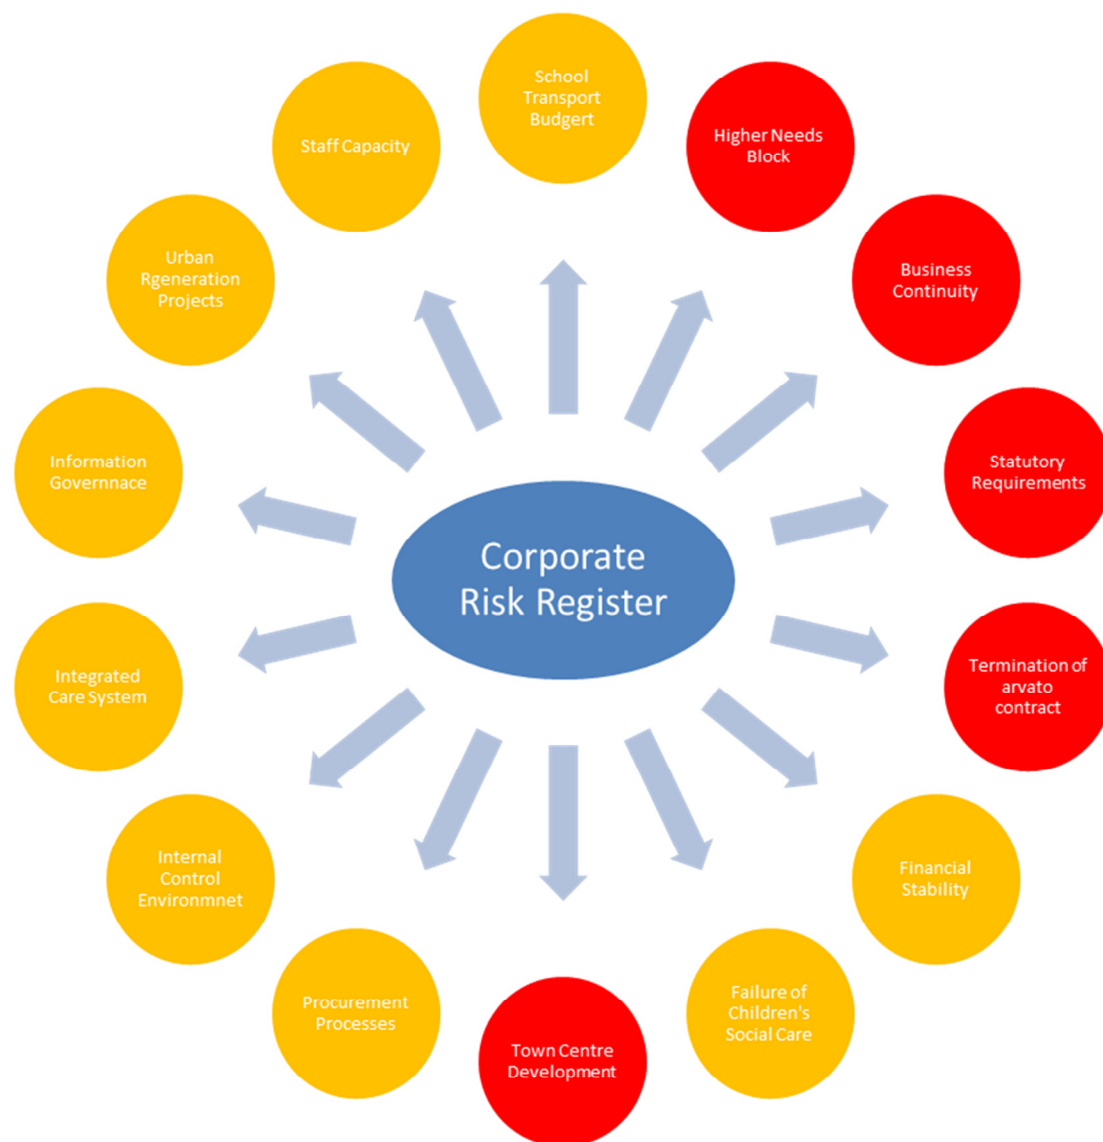 School
Transport
Budgert
Higher Needs
Block
Business
Continuity
Statutory
Requirements
Termination of
arvato
contract
Financial
Stability
Failure of
Children's
Social Care
Town Centre
Development
Procurement
Processes
Internal
Control
Environmnet
Integrated
Care System
Information
Governnace
Urban
Rgeneration
Projects
Staff Capacity
Corporate
Risk Register